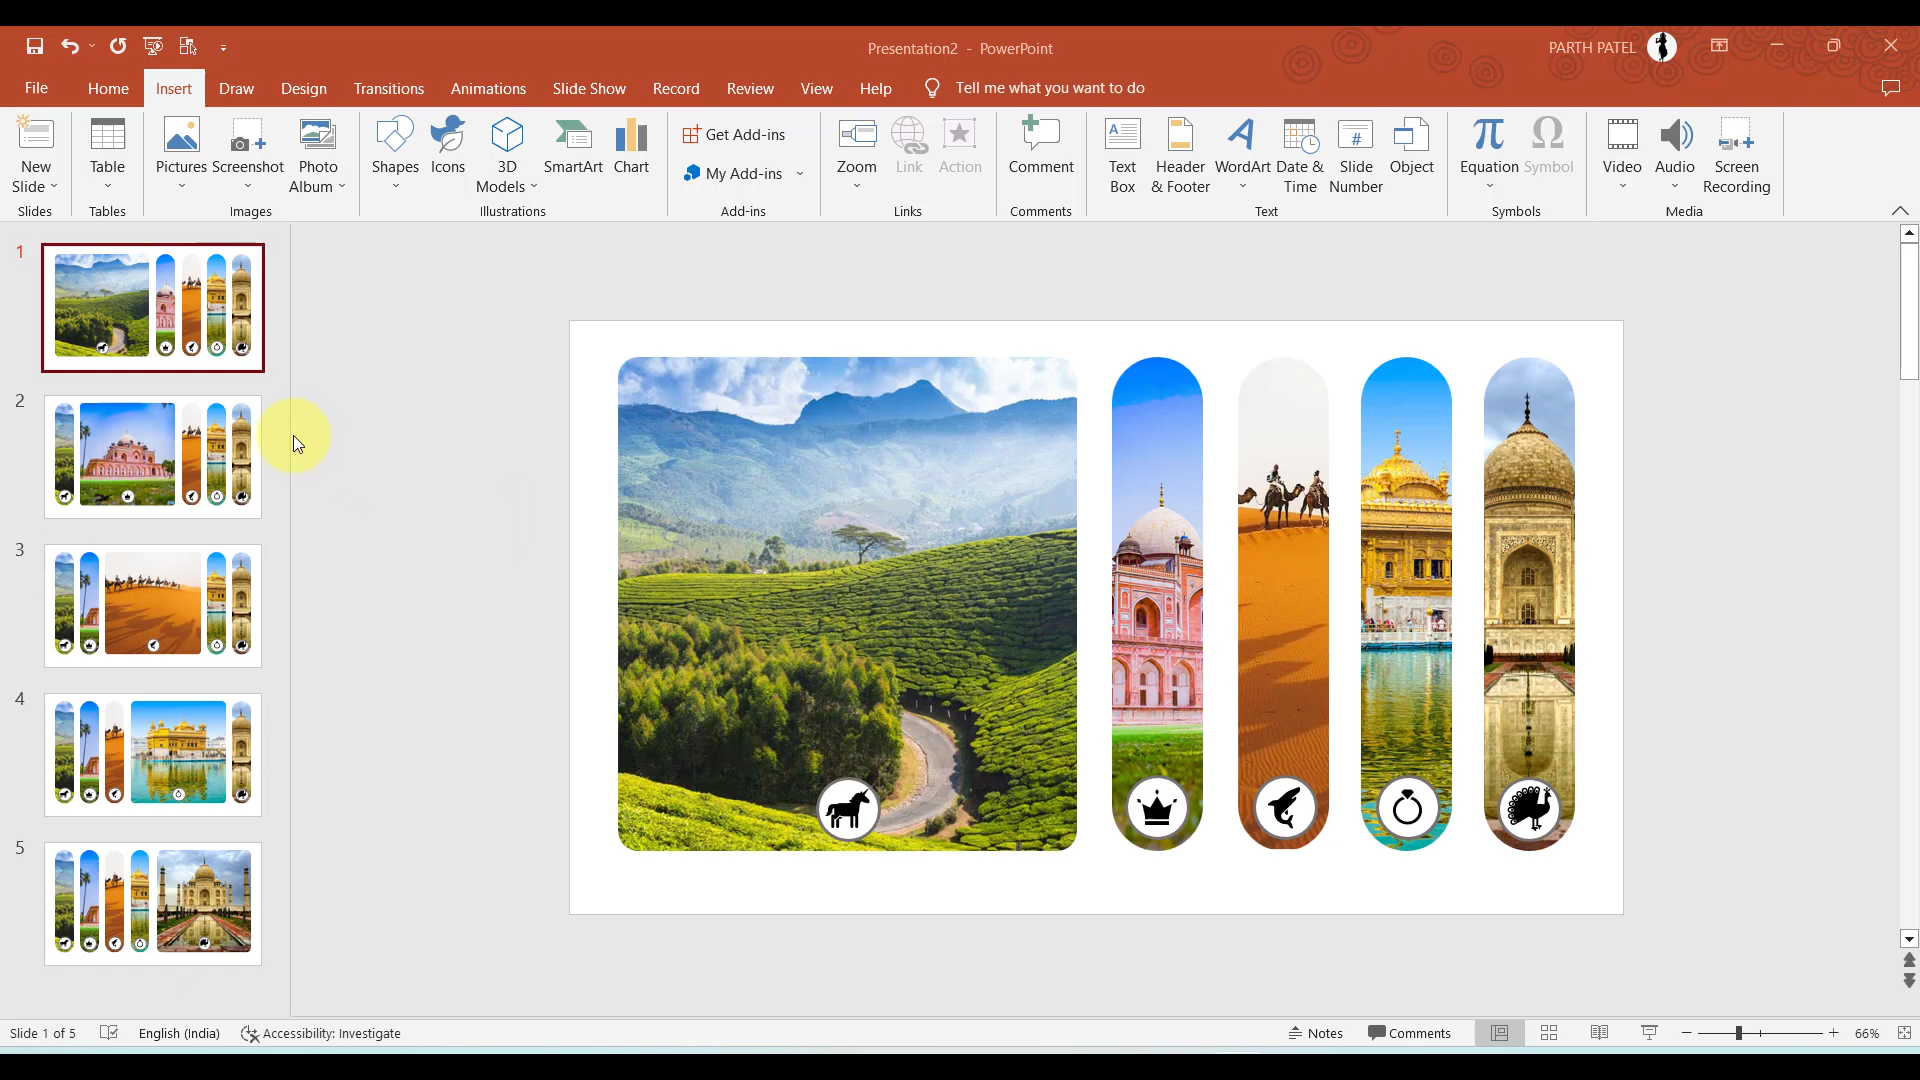 Presentation2 - PowerPoint
PARTH PATEL
File Home Insert Draw Design Transitions Animations Slide Show Record Review View Help Tell me what you want to do
New Slide
Slides
Table
Tables
Pictures
Screenshot
Photo Album
Images
Shapes
Icons
3D Models
SmartArt
Chart
Illustrations
Get Add-ins
My Add-ins
Add-ins
Zoom
Link
Action
Links
Comment
Comments
Text Box
Header & Footer
WordArt
Date & Time
Slide Number
Object
Text
Equation
Symbol
Symbols
Video
Audio
Screen Recording
Media
1
2
3
4
5
Slide 1 of 5
English (India)
Accessibility: Investigate
Notes
Comments
66%